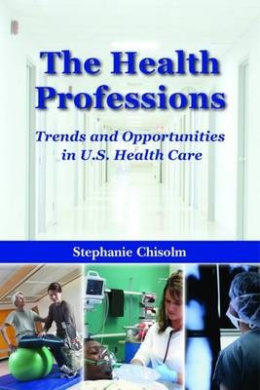 The Health
Professions
Trends and Opportunities
in U.S. Health Care
Stephanie Chisolm